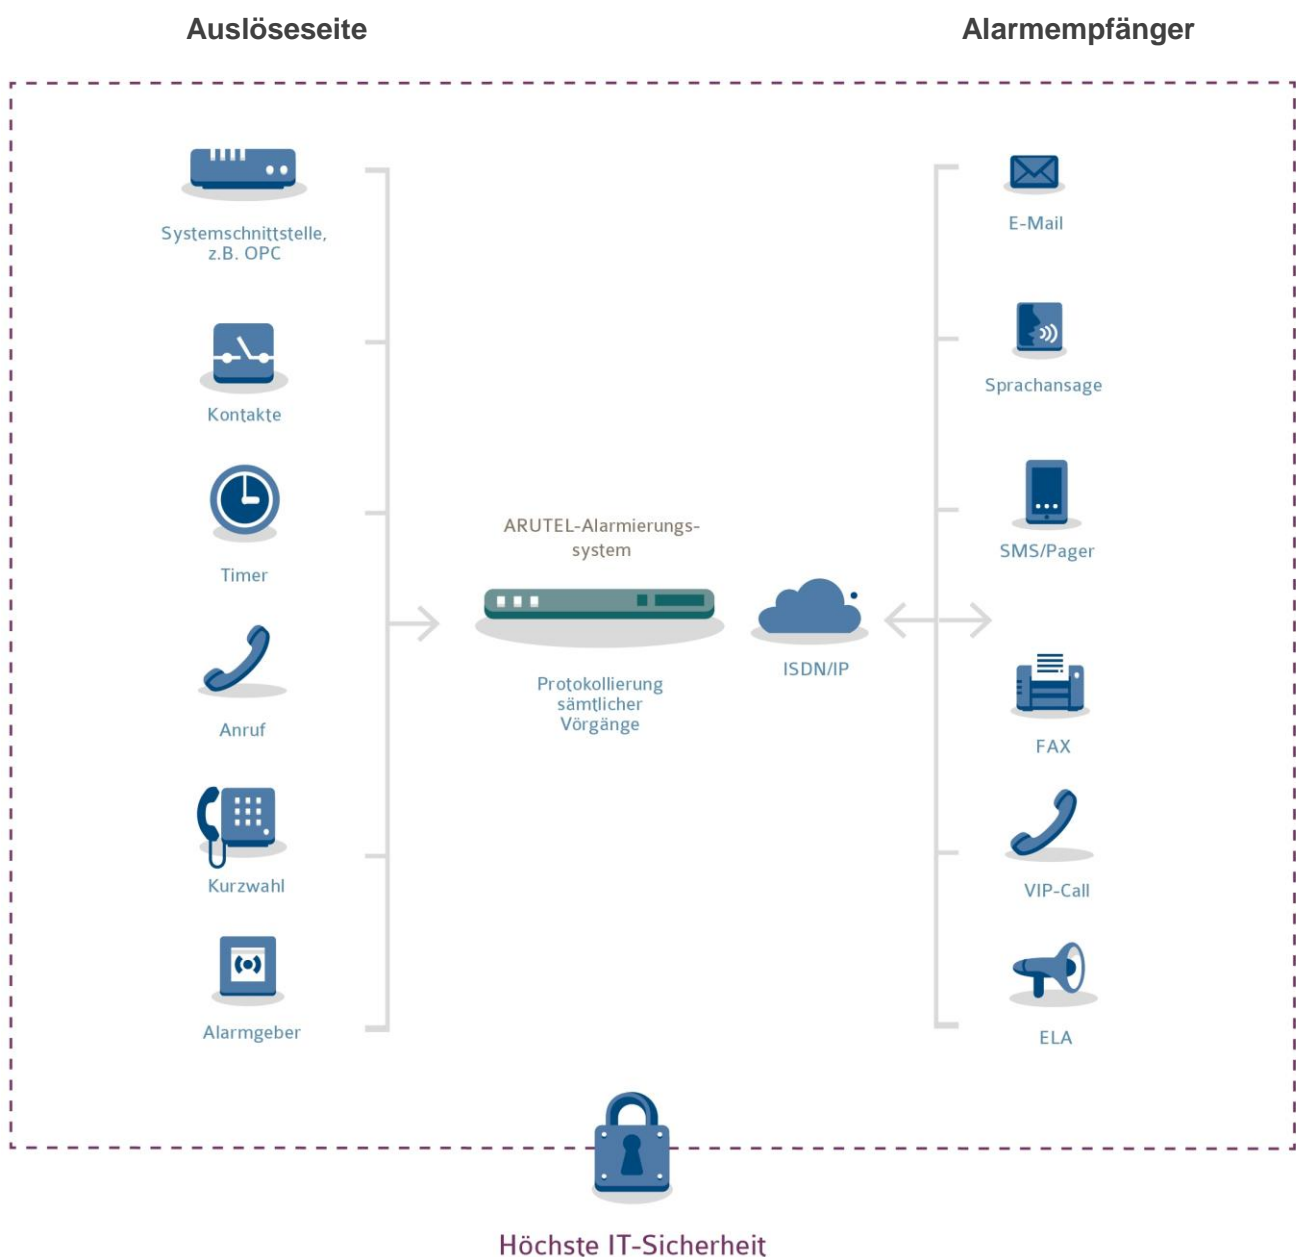 Auslöseseite
Alarmempfänger
Systemschnittstelle,
z.B. OPC
Kontakte
Timer
Anruf
Kurzwahl
Alarmgeber
ARUTEL-Alarmierungs-
system
Protokollierung
sämtlicher
Vörgänge
ISDN/IP
E-Mail
Sprachansage
SMS/Pager
FAX
VIP-Call
ELA
Höchste IT-Sicherheit